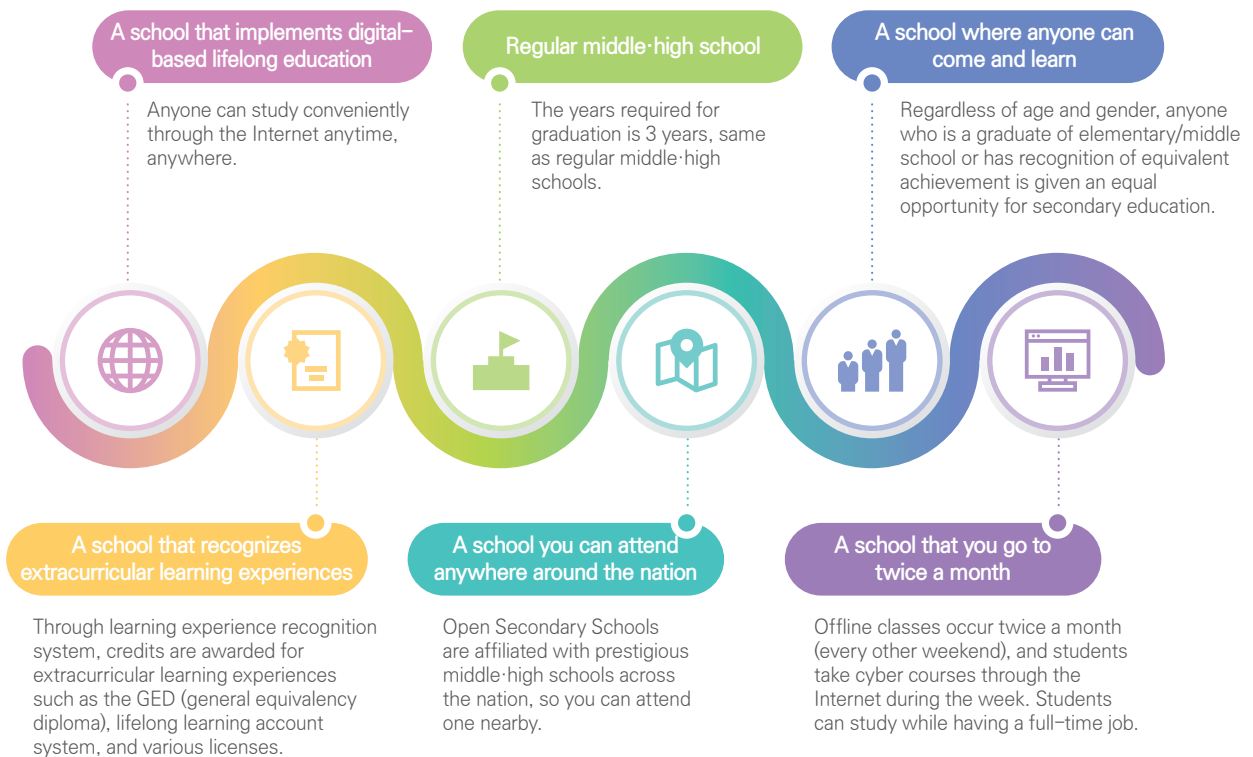 A school that implements digital-
based lifelong education
Anyone can study conveniently
through the Internet anytime,
anywhere.
Regular middle·high school
The years required for
graduation is 3 years, same
as regular middle·high
schools.
A school where anyone can
come and learn
Regardless of age and gender, anyone
who is a graduate of elementary/middle
school or has recognition of equivalent
achievement is given an equal
opportunity for secondary education.
A school that recognizes
extracurricular learning experiences
Through learning experience recognition
system, credits are awarded for
extracurricular learning experiences
such as the GED (general equivalency
diploma), lifelong learning account
system, and various licenses.
A school you can attend
anywhere around the nation
Open Secondary Schools
are affiliated with prestigious
middle·high schools across
the nation, so you can attend
one nearby.
A school that you go to
twice a month
Offline classes occur twice a month
(every other weekend), and students
take cyber courses through the
Internet during the week. Students
can study while having a full-time job.